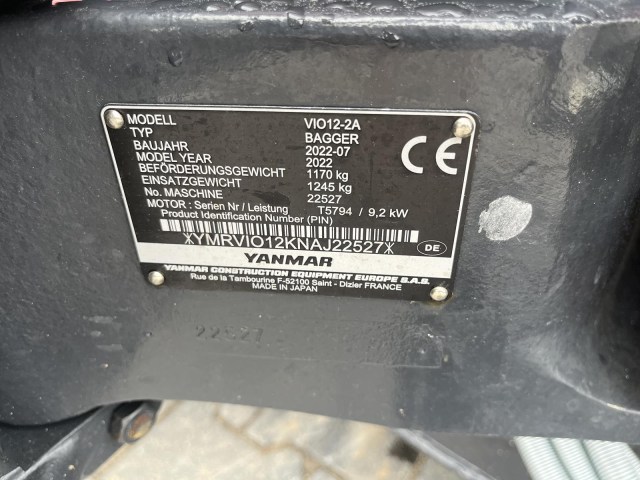 MODELL VIO12-2A
TYP BAGGER
BAUJAHR 2022-07
MODEL YEAR 2022
BEFÖRDERUNGSGEWICHT 1170 kg
EINSATZGEWICHT 1245 kg
No. MASCHINE 22527
MOTOR : Serien Nr / Leistung T5794 / 9,2 kW
Product Identification Number (PIN)
CE
*YMRVIO12KNAJ22527*
DE
YANMAR
YANMAR CONSTRUCTION EQUIPMENT EUROPE S.A.S.
Rue de la Tambourine F-52100 Saint - Dizier FRANCE
MADE IN JAPAN
22527